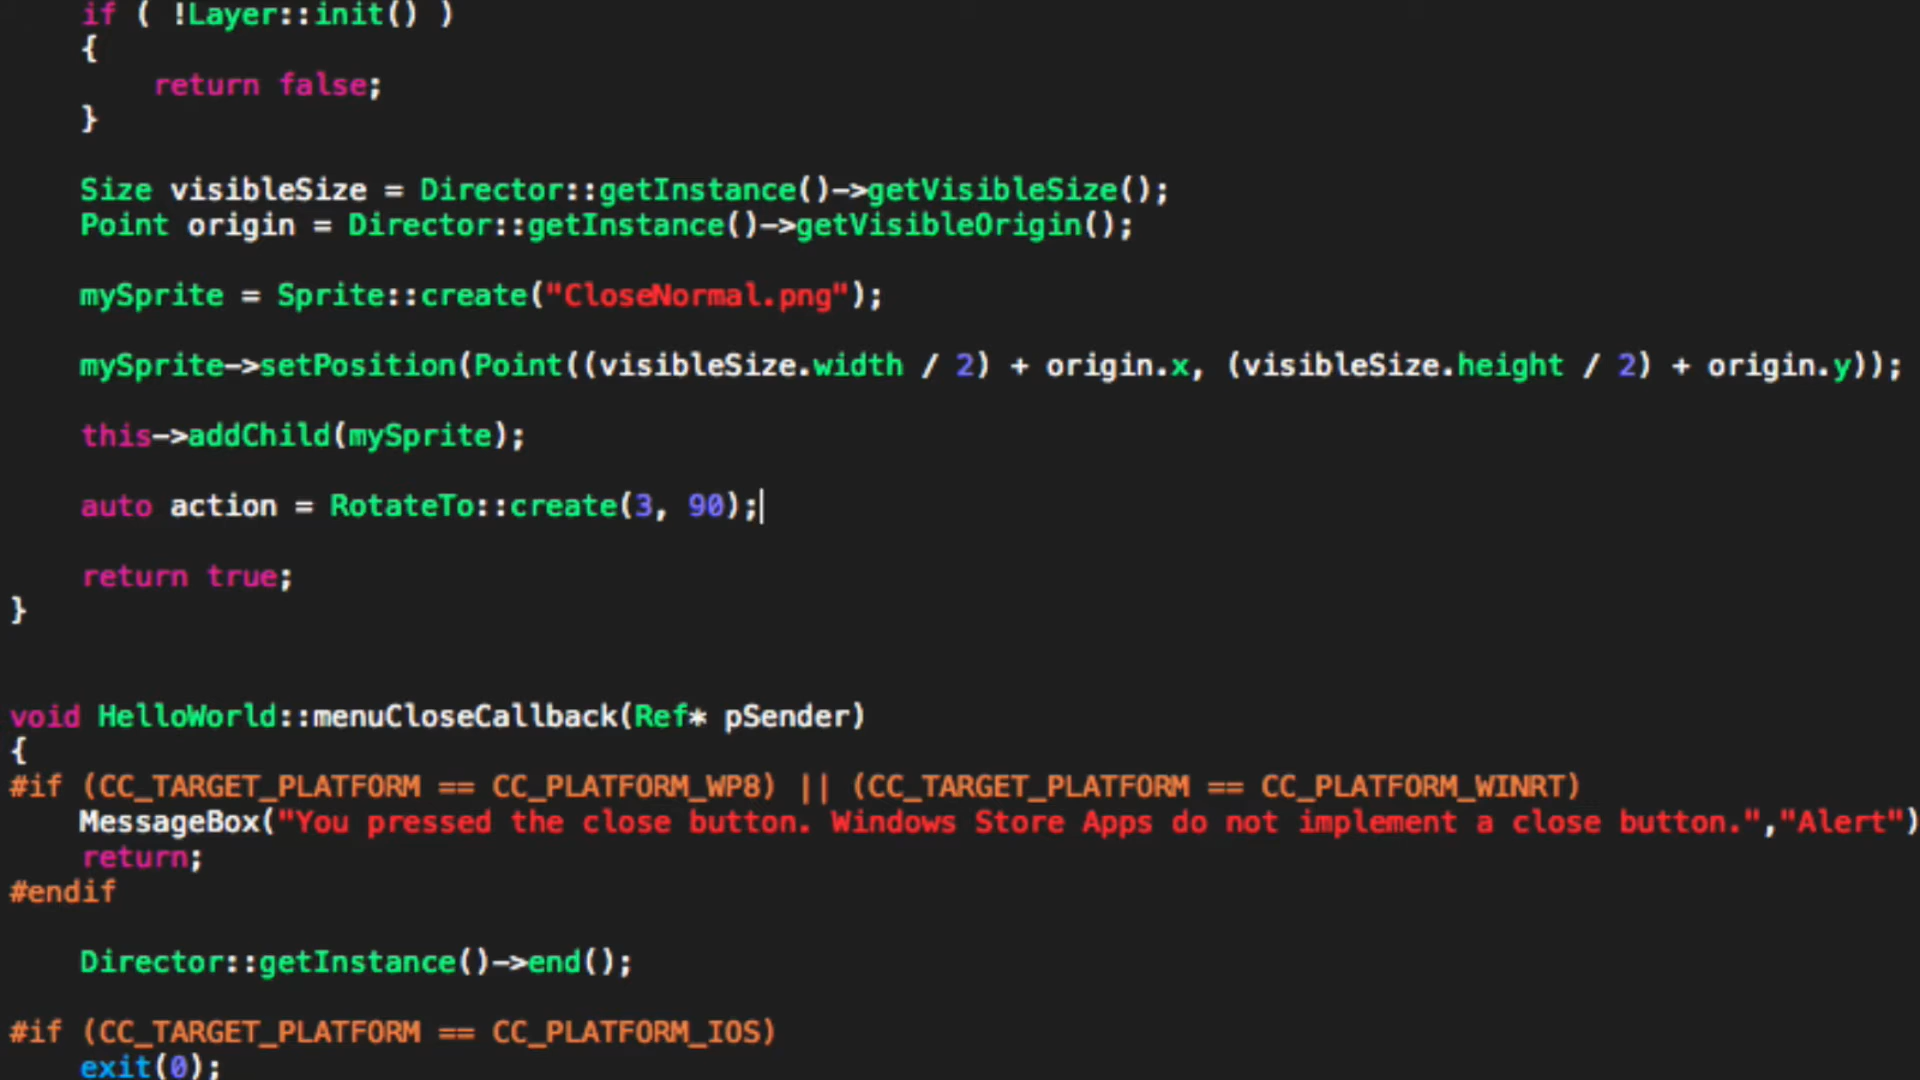 if ( !Layer::init() )
{
return false;
}
Size visibleSize = Director::getInstance()->getVisibleSize();
Point origin = Director::getInstance()->getVisibleOrigin();
mySprite = Sprite::create("CloseNormal.png");
mySprite->setPosition(Point((visibleSize.width / 2) + origin.x, (visibleSize.height / 2) + origin.y));
this->addChild(mySprite);
auto action = RotateTo::create(3, 90);
return true;
}
void HelloWorld::menuCloseCallback(Ref* pSender)
{
#if (CC_TARGET_PLATFORM == CC_PLATFORM_WP8) || (CC_TARGET_PLATFORM == CC_PLATFORM_WINRT)
MessageBox("You pressed the close button. Windows Store Apps do not implement a close button.","Alert")
return;
#endif
Director::getInstance()->end();
#if (CC_TARGET_PLATFORM == CC_PLATFORM_IOS)
exit(0);